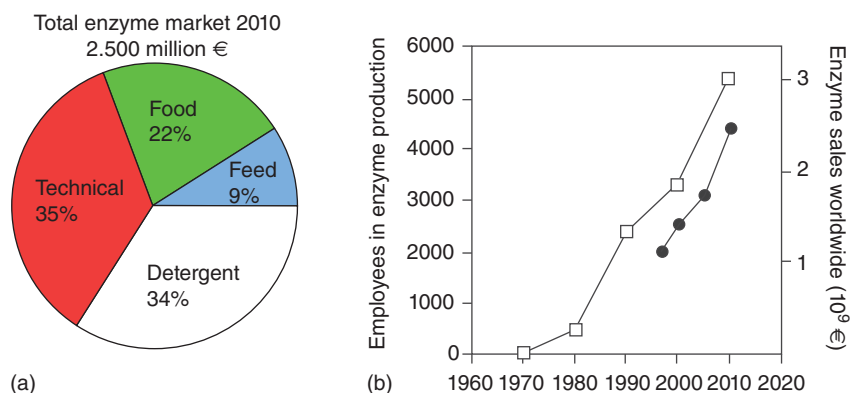 Total enzyme market 2010
2.500 million €
Food
22%
Feed
9%
Technical
35%
Detergent
34%
(a)
Employees in enzyme production
6000
5000
4000
3000
2000
1000
0
1960 1970 1980 1990 2000 2010 2020
3
2
1
Enzyme sales worldwide (10⁹ €)
(b)